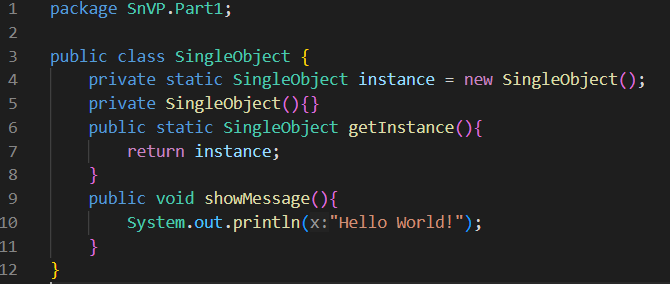 1 package SnVP.Part1;
2
3 public class SingleObject {
4     private static SingleObject instance = new SingleObject();
5     private SingleObject(){}
6     public static SingleObject getInstance(){
7         return instance;
8     }
9     public void showMessage(){
10         System.out.println(x:"Hello World!");
11     }
12 }